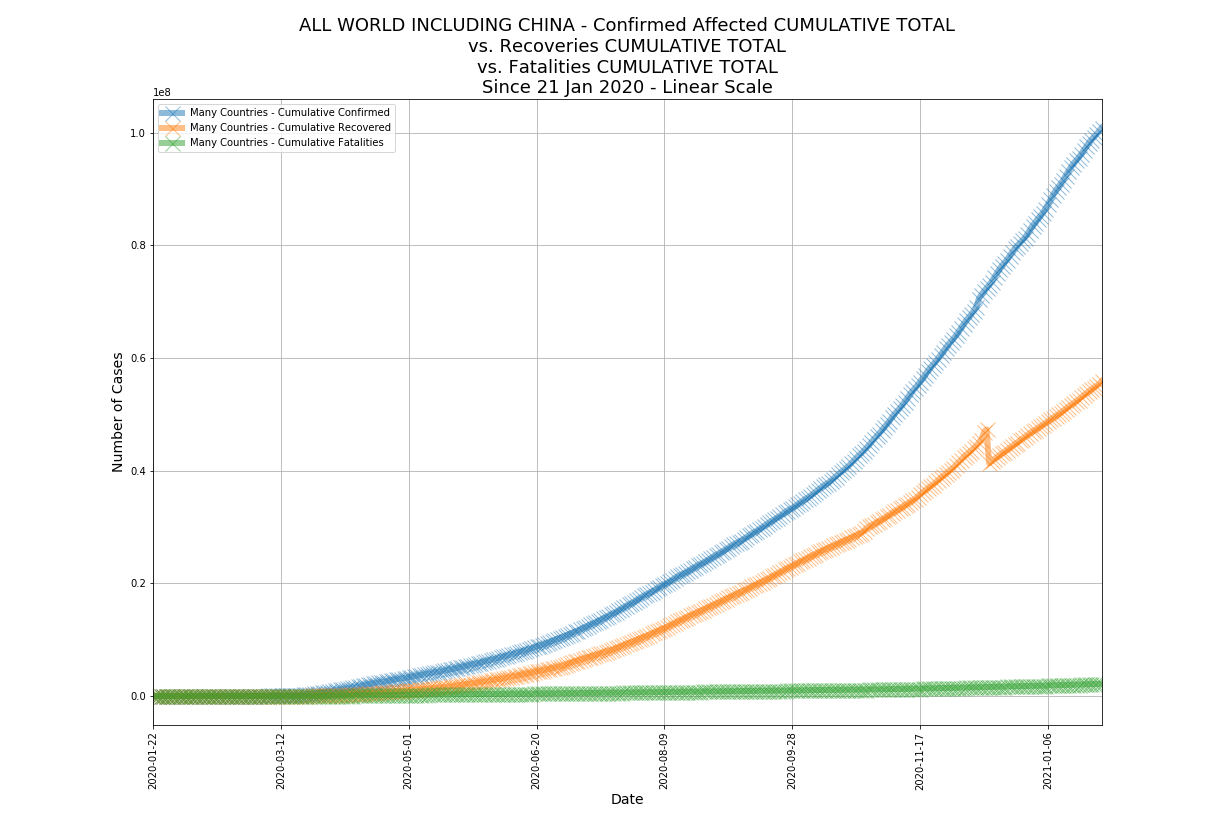 ALL WORLD INCLUDING CHINA - Confirmed Affected CUMULATIVE TOTAL
vs. Recoveries CUMULATIVE TOTAL
vs. Fatalities CUMULATIVE TOTAL
Since 21 Jan 2020 - Linear Scale
1e8
Many Countries - Cumulative Confirmed
Many Countries - Cumulative Recovered
Many Countries - Cumulative Fatalities
1.0
0.8
0.6
0.4
0.2
0.0
Number of Cases
2020-01-22
2020-03-12
2020-05-01
2020-06-20
2020-08-09
2020-09-28
2020-11-17
2021-01-06
Date